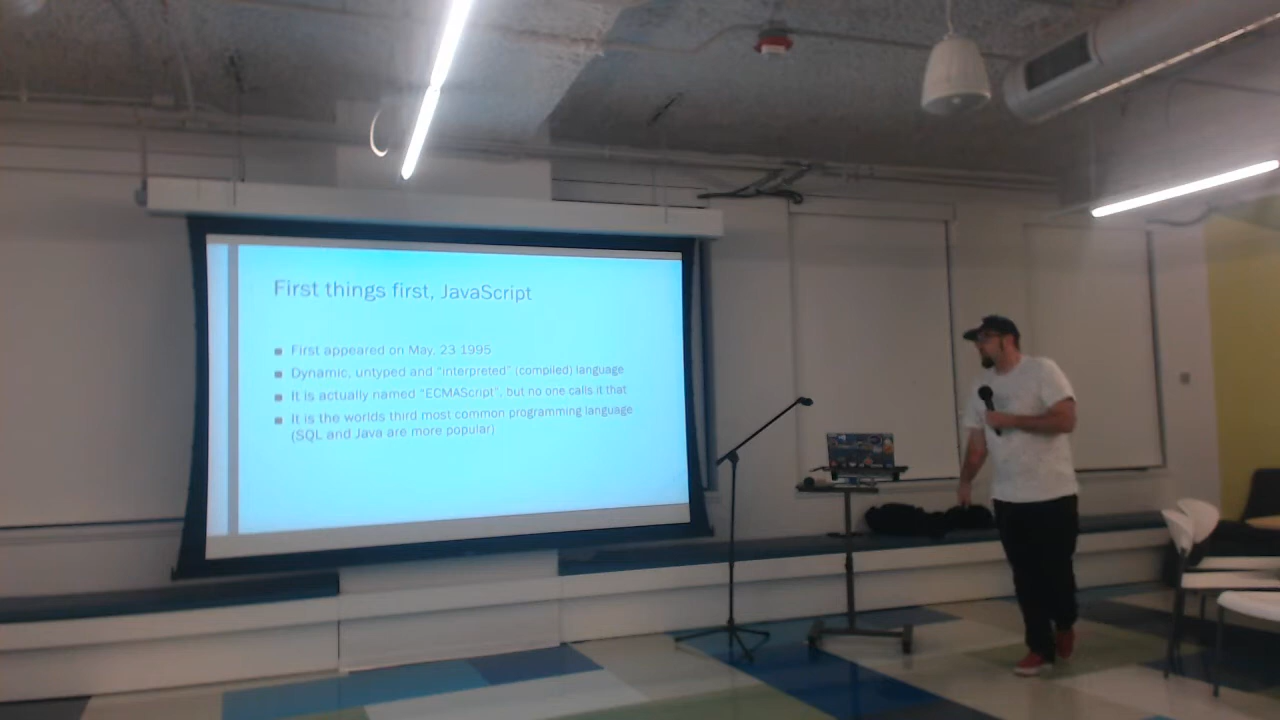 First things first, JavaScript
First appeared on May, 23 1995
Dynamic, untyped and "interpreted" (compiled) language
It is actually named "ECMAScript", but no one calls it that
It is the worlds third most common programming language
(SQL and Java are more popular)